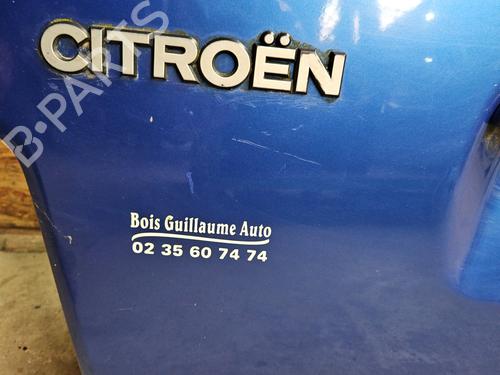 CITROËN
B-PARTS
Bois Guillaume Auto
02 35 60 74 74